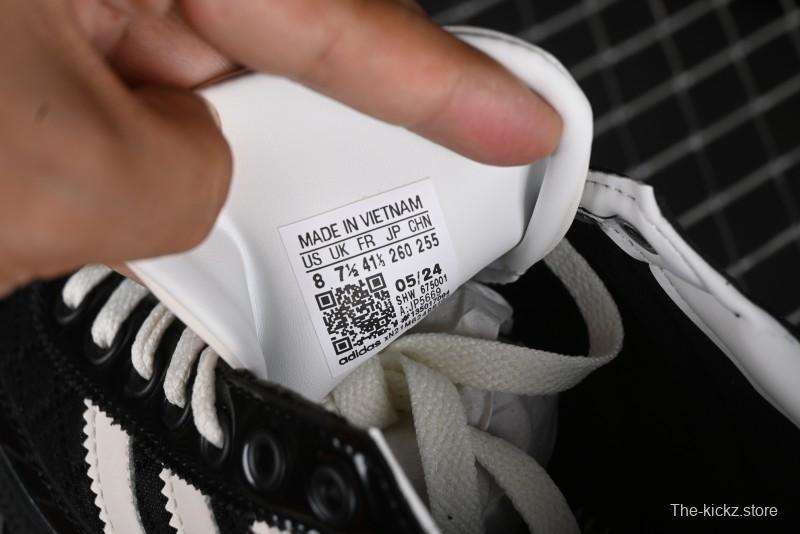 MADE IN VIETNAM
US UK FR JP CHN
8 7½ 41⅓ 260 255
05/24
SHW 675001
A:JP5669
adidas
The-kickz.store